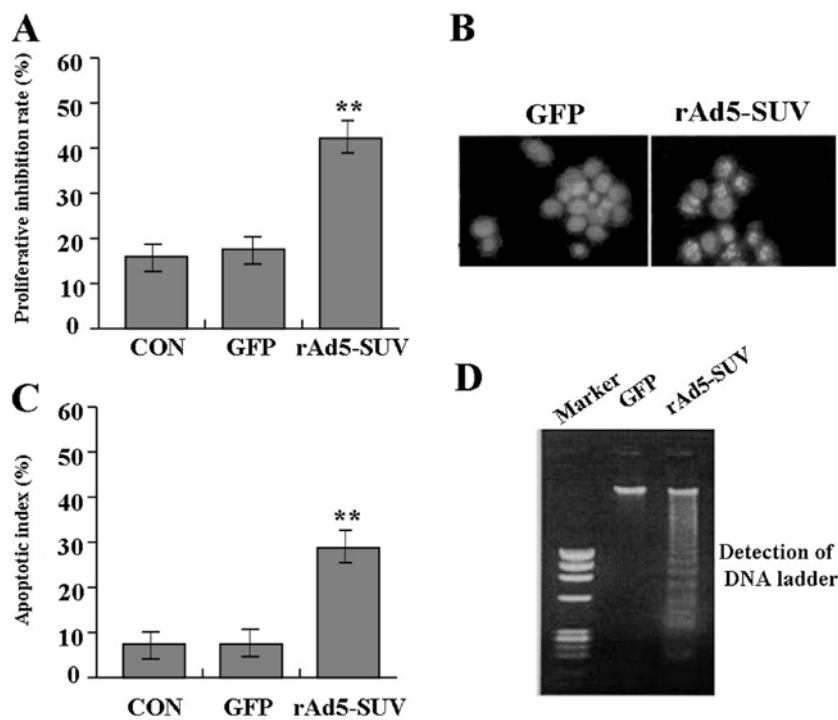 A
Proliferative inhibition rate (%)
60
50
40
30
20
10
0
**
CON GFP rAd5-SUV
B
GFP rAd5-SUV
C
Apoptotic index (%)
60
50
40
30
20
10
0
**
CON GFP rAd5-SUV
D
Marker GFP rAd5-SUV
Detection of
DNA ladder